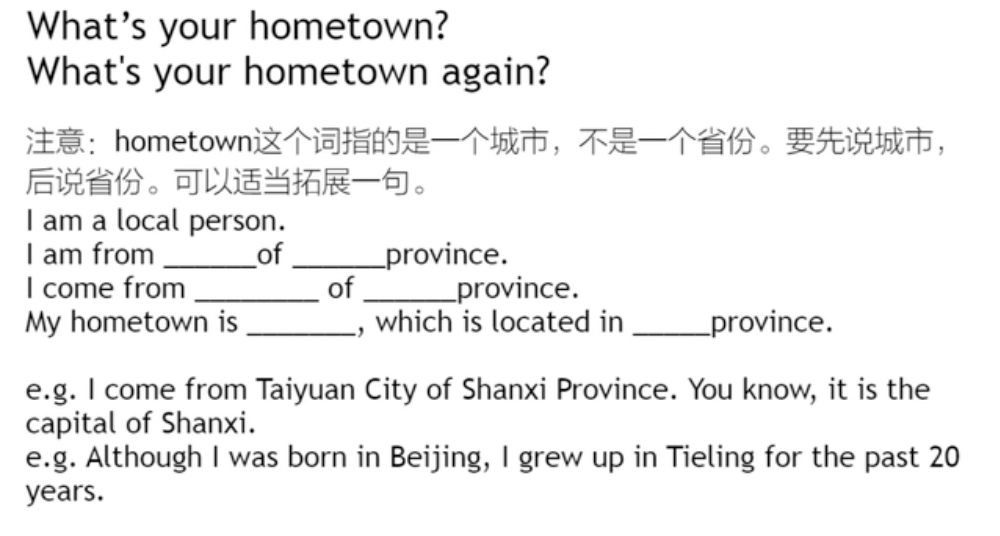 What’s your hometown?
What's your hometown again?
注意：hometown这个词指的是一个城市，不是一个省份。要先说城市，
后说省份。可以适当拓展一句。
I am a local person.
I am from ______of ______province.
I come from ________ of ______province.
My hometown is _______, which is located in _____province.
e.g. I come from Taiyuan City of Shanxi Province. You know, it is the
capital of Shanxi.
e.g. Although I was born in Beijing, I grew up in Tieling for the past 20
years.